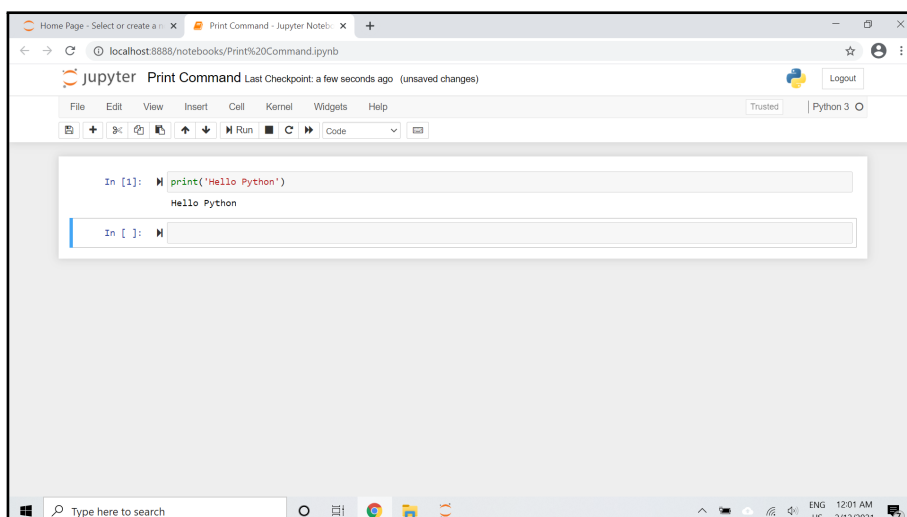 Home Page - Select or create a n
Print Command - Jupyter Notebo
localhost:8888/notebooks/Print%20Command.ipynb
jupyter Print Command Last Checkpoint: a few seconds ago (unsaved changes)
Logout
File Edit View Insert Cell Kernel Widgets Help
Trusted
Python 3
Run
Code
In [1]: print('Hello Python')
Hello Python
In [ ]:
Type here to search
ENG 12:01 AM
US